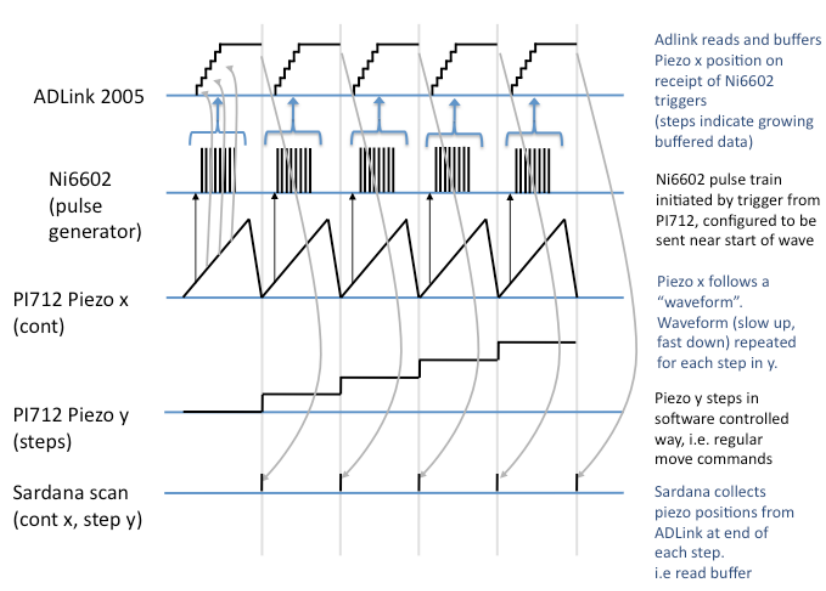 Adlink reads and buffers
Piezo x position on
receipt of Ni6602
triggers
(steps indicate growing
buffered data)
ADLink 2005
Ni6602
(pulse
generator)
Ni6602 pulse train
initiated by trigger from
PI712, configured to be
sent near start of wave
PI712 Piezo x
(cont)
Piezo x follows a
“waveform”.
Waveform (slow up,
fast down) repeated
for each step in y.
PI712 Piezo y
(steps)
Piezo y steps in
software controlled
way, i.e. regular
move commands
Sardana scan
(cont x, step y)
Sardana collects
piezo positions from
ADLink at end of
each step.
i.e read buffer